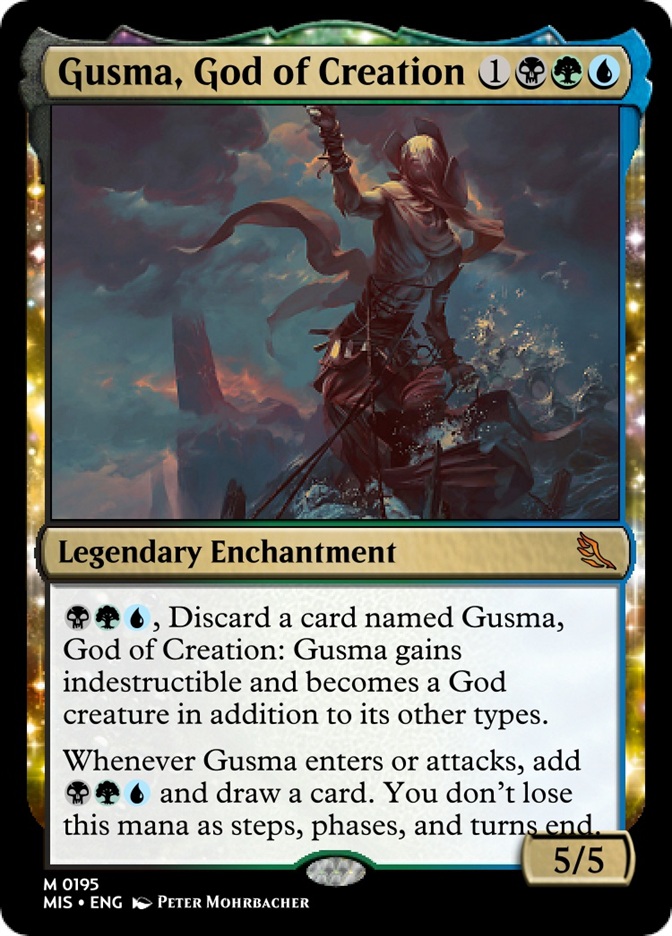 Gusma, God of Creation 1
Legendary Enchantment
, Discard a card named Gusma,
God of Creation: Gusma gains
indestructible and becomes a God
creature in addition to its other types.
Whenever Gusma enters or attacks, add
and draw a card. You don't lose
this mana as steps, phases, and turns end.
5/5
M 0195
MIS • ENG Peter Mohrbacher